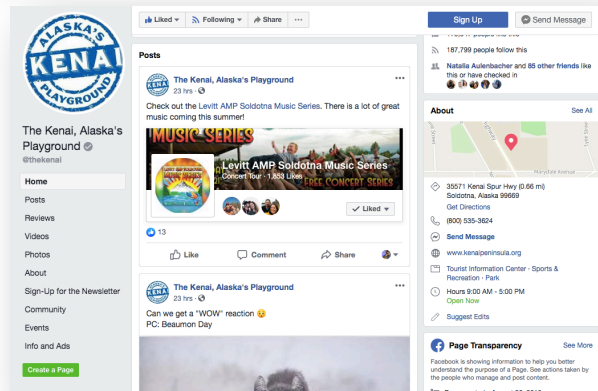 ALASKA'S
KENAI
PLAYGROUND
The Kenai, Alaska's
Playground
@thekenai
Home
Posts
Reviews
Videos
Photos
About
Sign-Up for the Newsletter
Community
Events
Info and Ads
Create a Page
Liked
Following
Share
Sign Up
Send Message
Posts
The Kenai, Alaska's Playground
23 hrs ·
Check out the Levitt AMP Soldotna Music Series. There is a lot of great
music coming this summer!
MUSIC SERIES
Levitt AMP Soldotna Music Series
Concert Tour · 1,853 Likes
FREE CONCERT SERIES
Liked
13
Like
Comment
Share
The Kenai, Alaska's Playground
23 hrs ·
Can we get a "WOW" reaction 😉
PC: Beaumon Day
187,799 people follow this
Natalia Aulenbacher and 85 other friends like
this or have checked in
About
See All
Marydale Avenue
35571 Kenai Spur Hwy (0.66 mi)
Soldotna, Alaska 99669
Get Directions
(800) 535-3624
Send Message
www.kenaipeninsula.org
Tourist Information Center · Sports &
Recreation · Park
Hours 9:00 AM - 5:00 PM
Open Now
Suggest Edits
Page Transparency
See More
Facebook is showing information to help you better
understand the purpose of a Page. See actions taken by
the people who manage and post content.